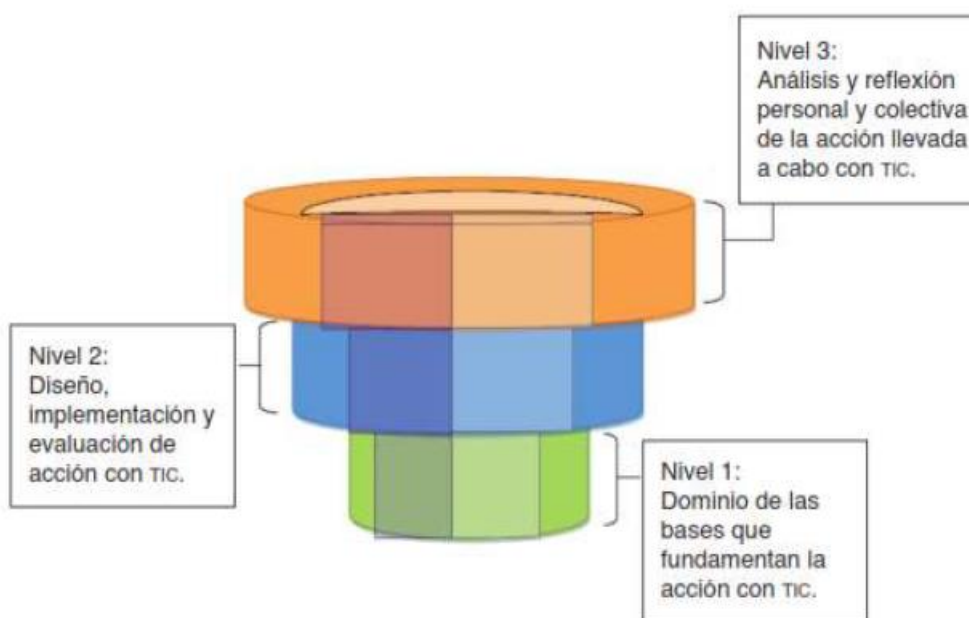 Nivel 3:
Análisis y reflexión
personal y colectiva
de la acción llevada
a cabo con TIC.
Nivel 2:
Diseño,
implementación y
evaluación de
acción con TIC.
Nivel 1:
Dominio de las
bases que
fundamentan la
acción con TIC.